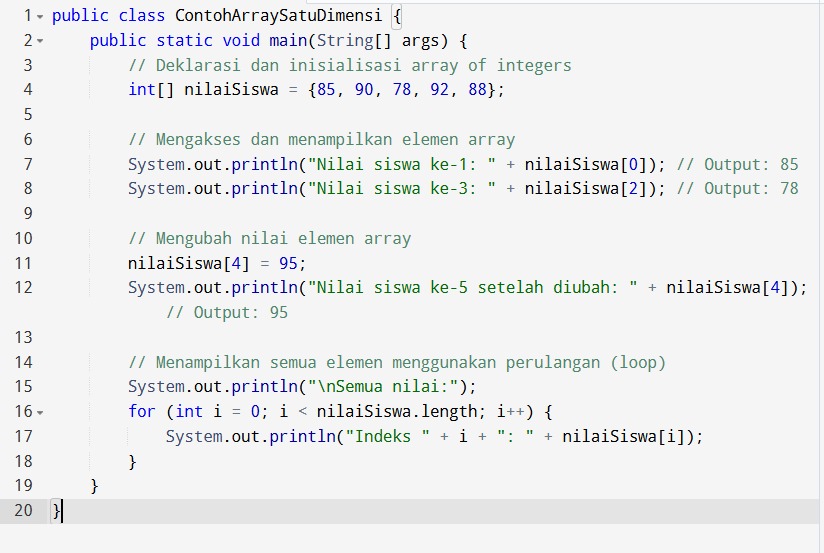 1 public class ContohArraySatuDimensi {
2     public static void main(String[] args) {
3         // Deklarasi dan inisialisasi array of integers
4         int[] nilaiSiswa = {85, 90, 78, 92, 88};
5
6         // Mengakses dan menampilkan elemen array
7         System.out.println("Nilai siswa ke-1: " + nilaiSiswa[0]); // Output: 85
8         System.out.println("Nilai siswa ke-3: " + nilaiSiswa[2]); // Output: 78
9
10         // Mengubah nilai elemen array
11         nilaiSiswa[4] = 95;
12         System.out.println("Nilai siswa ke-5 setelah diubah: " + nilaiSiswa[4]);
            // Output: 95
13
14         // Menampilkan semua elemen menggunakan perulangan (loop)
15         System.out.println("\nSemua nilai:");
16         for (int i = 0; i < nilaiSiswa.length; i++) {
17             System.out.println("Indeks " + i + ": " + nilaiSiswa[i]);
18         }
19     }
20 }